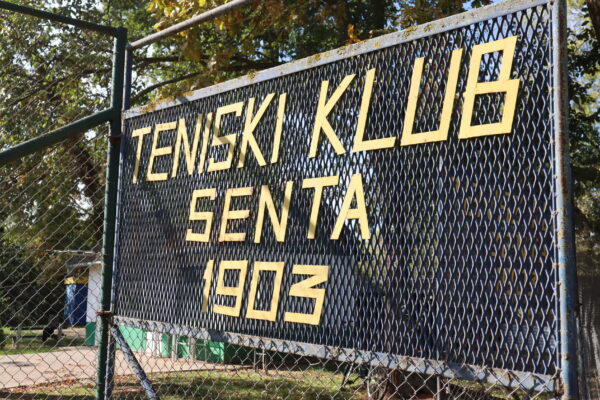 TENISKI KLUB
SENTA
1903